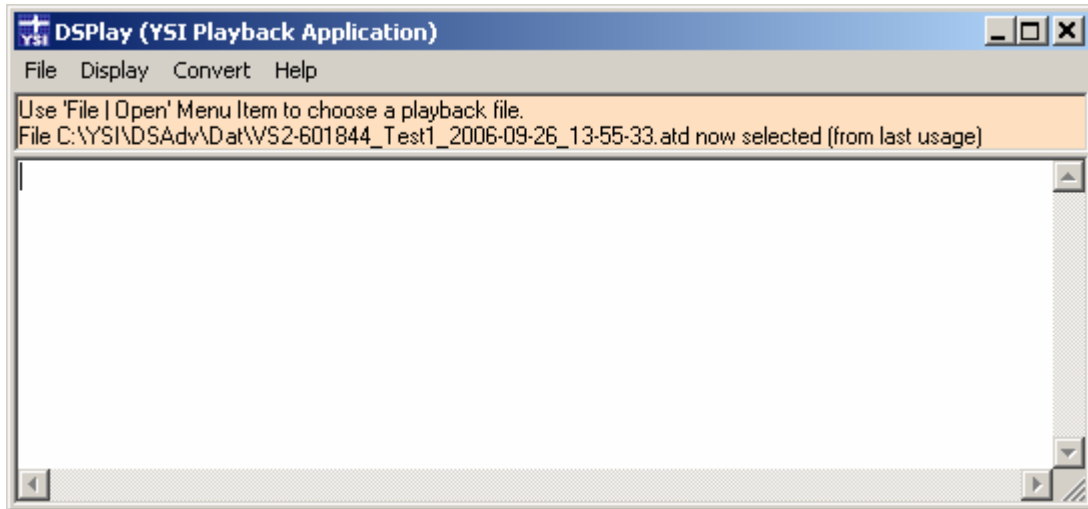 YSI DSPlay (YSI Playback Application)
File Display Convert Help
Use 'File | Open' Menu Item to choose a playback file.
File C:\YSI\DSAdv\Dat\VS2-601844_Test1_2006-09-26_13-55-33.atd now selected (from last usage)